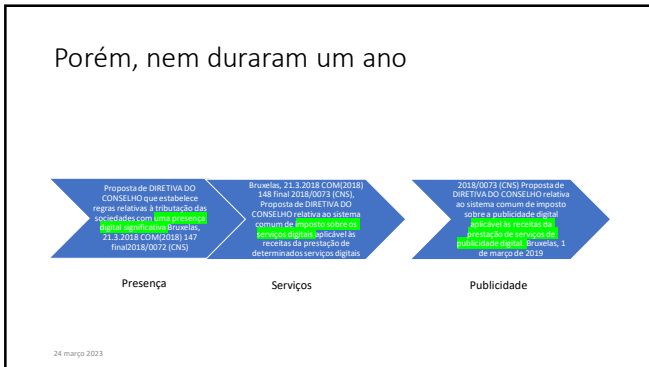 Porém, nem duraram um ano
Proposta de DIRETIVA DO
CONSELHO que estabelece
regras relativas à tributação das
sociedades com uma presença
digital significativa Bruxelas,
21.3.2018 COM(2018) 147
final2018/0072 (CNS)
Bruxelas, 21.3.2018 COM(2018)
148 final 2018/0073 (CNS),
Proposta de DIRETIVA DO
CONSELHO relativa ao sistema
comum de imposto sobre os
serviços digitais aplicável às
receitas da prestação de
determinados serviços digitais
2018/0073 (CNS) Proposta de
DIRETIVA DO CONSELHO relativa
ao sistema comum de imposto
sobre a publicidade digital
aplicável às receitas da
prestação de serviços de
publicidade digital. Bruxelas, 1
de março de 2019
Presença
Serviços
Publicidade
24 março 2023